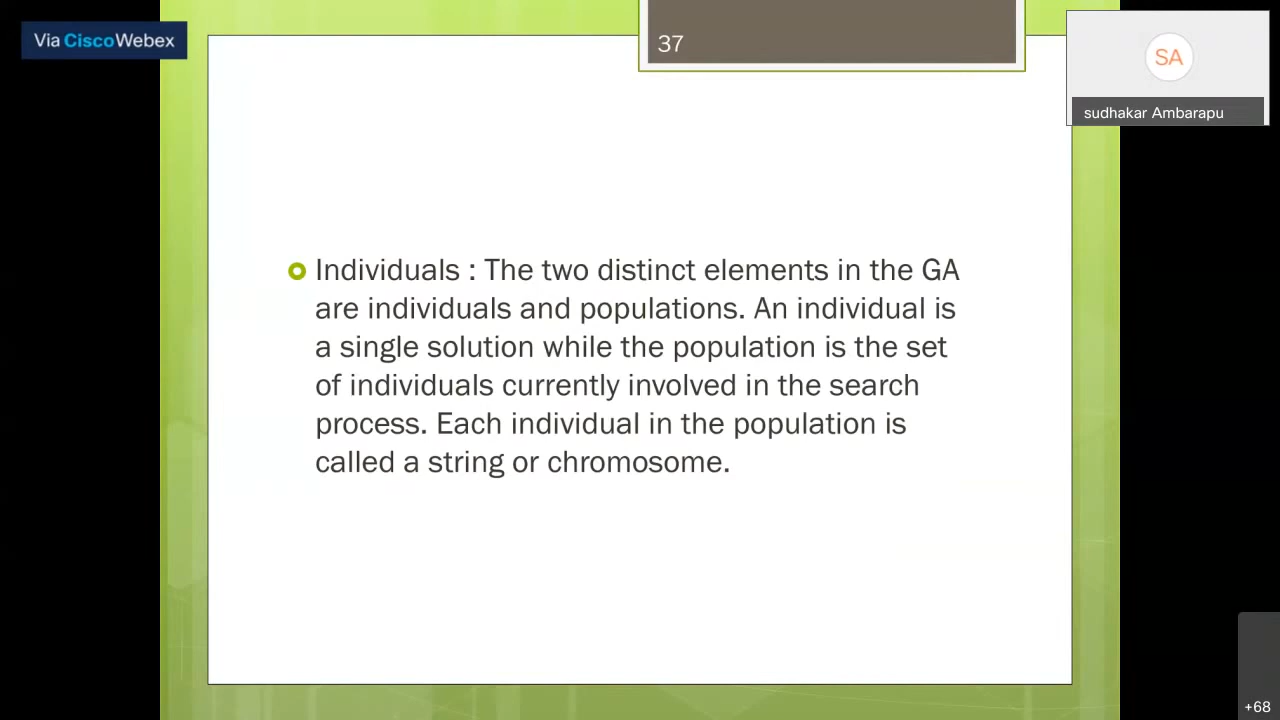 Via CiscoWebex
37
SA
sudhakar Ambarapu
Individuals : The two distinct elements in the GA
are individuals and populations. An individual is
a single solution while the population is the set
of individuals currently involved in the search
process. Each individual in the population is
called a string or chromosome.
+68